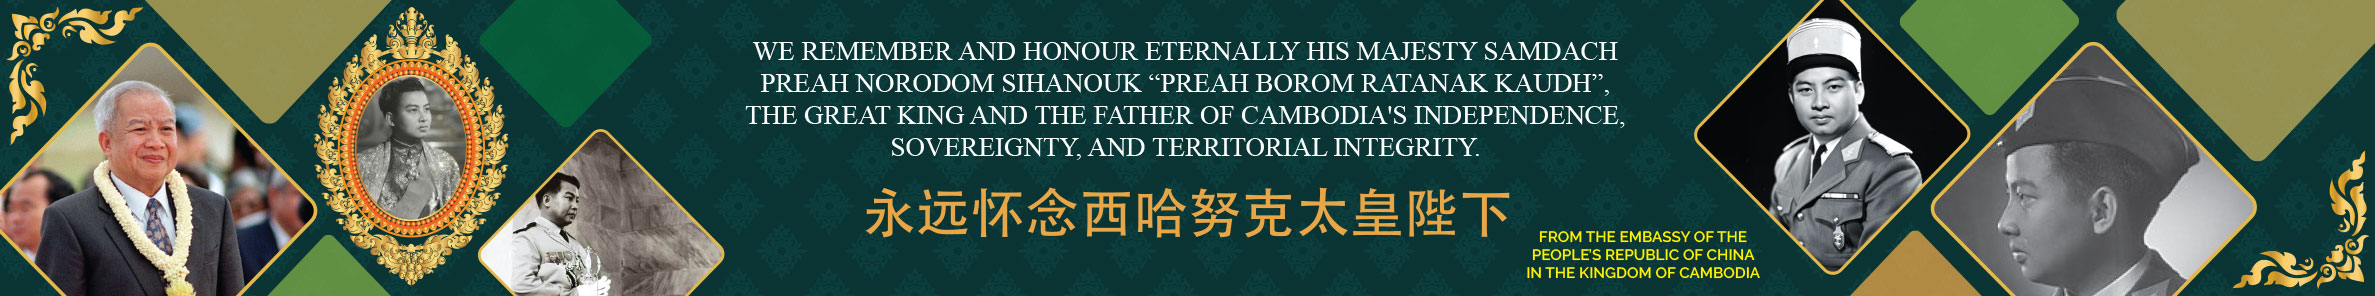 WE REMEMBER AND HONOUR ETERNALLY HIS MAJESTY SAMDACH
PREAH NORODOM SIHANOUK “PREAH BOROM RATANAK KAUDH”,
THE GREAT KING AND THE FATHER OF CAMBODIA'S INDEPENDENCE,
SOVEREIGNTY, AND TERRITORIAL INTEGRITY.
永远怀念西哈努克太皇陛下
FROM THE EMBASSY OF THE
PEOPLE'S REPUBLIC OF CHINA
IN THE KINGDOM OF CAMBODIA